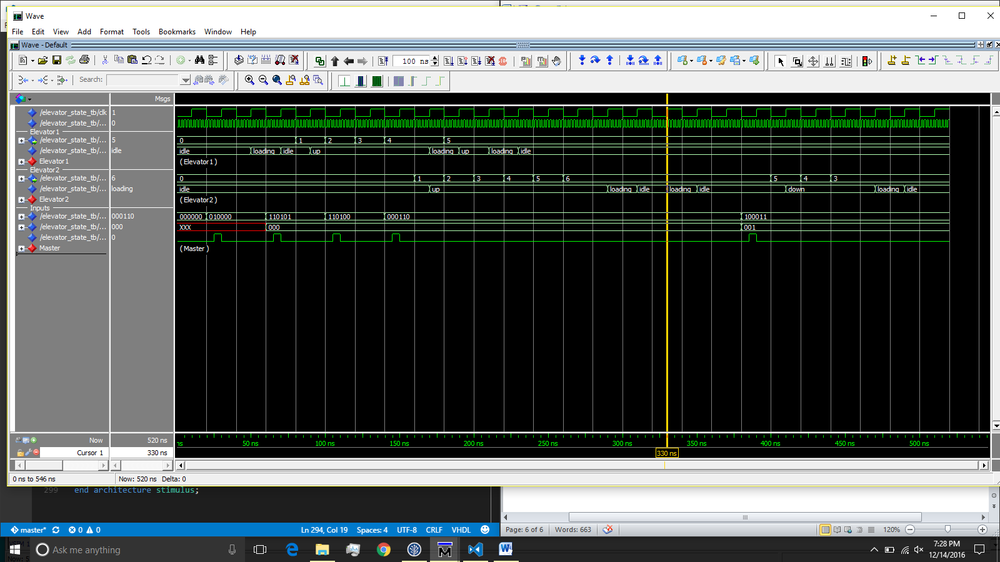 Wave
File Edit View Add Format Tools Bookmarks Window Help
Wave - Default
100 ns
Search:
Msgs
/elevator_state_tb/clk 1
/elevator_state_tb/... 0
Elevator1
/elevator_state_tb/... 5 0 1 2 3 4 5
/elevator_state_tb/... idle idle loading idle up loading up loading idle
Elevator1 ( Elevator1 )
Elevator2
/elevator_state_tb/... 6 0 1 2 3 4 5 6 5 4 3
/elevator_state_tb/... loading idle up loading idle loading idle down loading idle
Elevator2 ( Elevator2 )
Inputs
/elevator_state_tb/... 000110 000000 010000 110101 110100 000110 100011
/elevator_state_tb/... 000 XXX 000 001
/elevator_state_tb/... 0
Master ( Master )
Now 520 ns ns 50 ns 100 ns 150 ns 200 ns 250 ns 300 ns 350 ns 400 ns 450 ns 500 ns
Cursor 1 330 ns 330 ns
0 ns to 546 ns Now: 520 ns Delta: 0
299 end architecture stimulus;
master* 0 0 Ln 294, Col 19 Spaces: 4 UTF-8 CRLF VHDL Page: 6 of 6 Words: 663 120%
Ask me anything
7:28 PM
12/14/2016